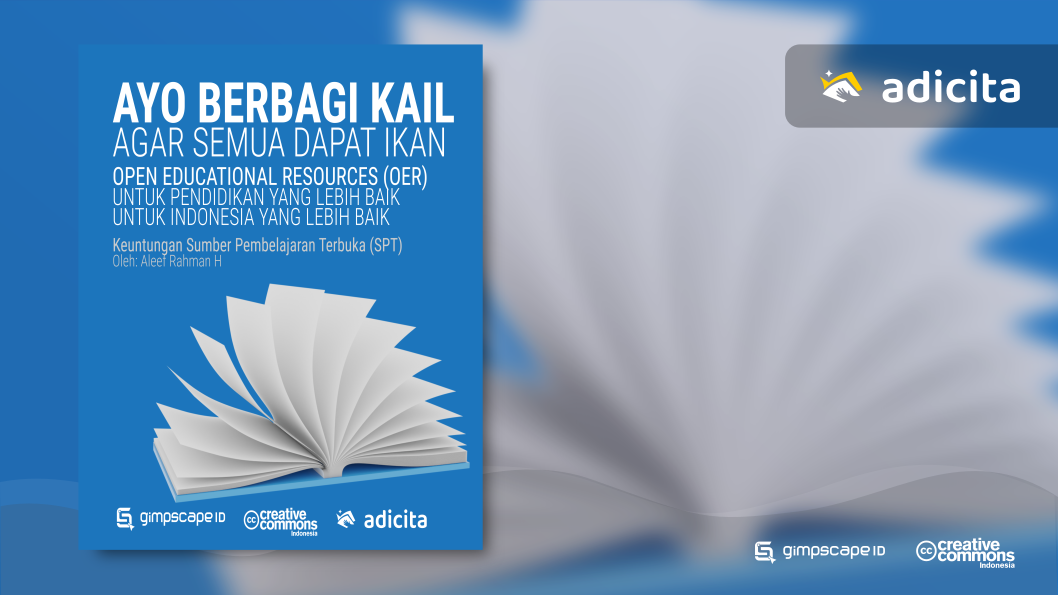 AYO BERBAGI KAIL
AGAR SEMUA DAPAT IKAN
OPEN EDUCATIONAL RESOURCES (OER)
UNTUK PENDIDIKAN YANG LEBIH BAIK
UNTUK INDONESIA YANG LEBIH BAIK
Keuntungan Sumber Pembelajaran Terbuka (SPT)
Oleh: Aleef Rahman H
gimpscape ID
cc creative commons Indonesia
adicita
adicita
gimpscape ID
cc creative commons Indonesia